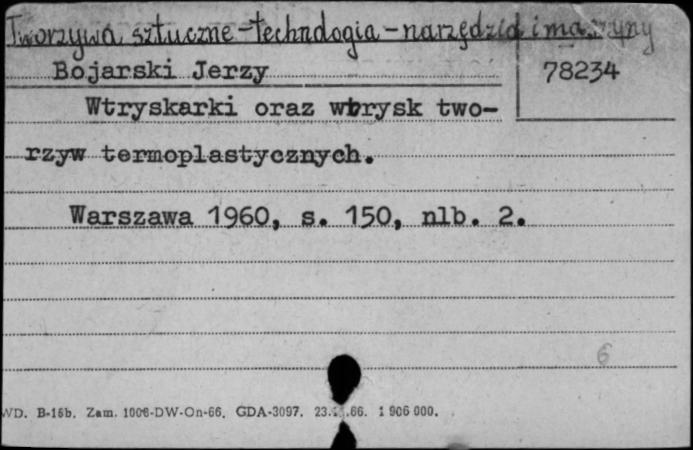 Tworzywa sztuczne - technologia - narzędzia i maszyny
Bojarski Jerzy
78234
Wtryskarki oraz wtrysk two-
rzyw termoplastycznych.
Warszawa 1960, s. 150, nlb. 2.
6
WD. B-15b. Zam. 1006-DW-On-66. GDA-3097. 66. 1 906 000.